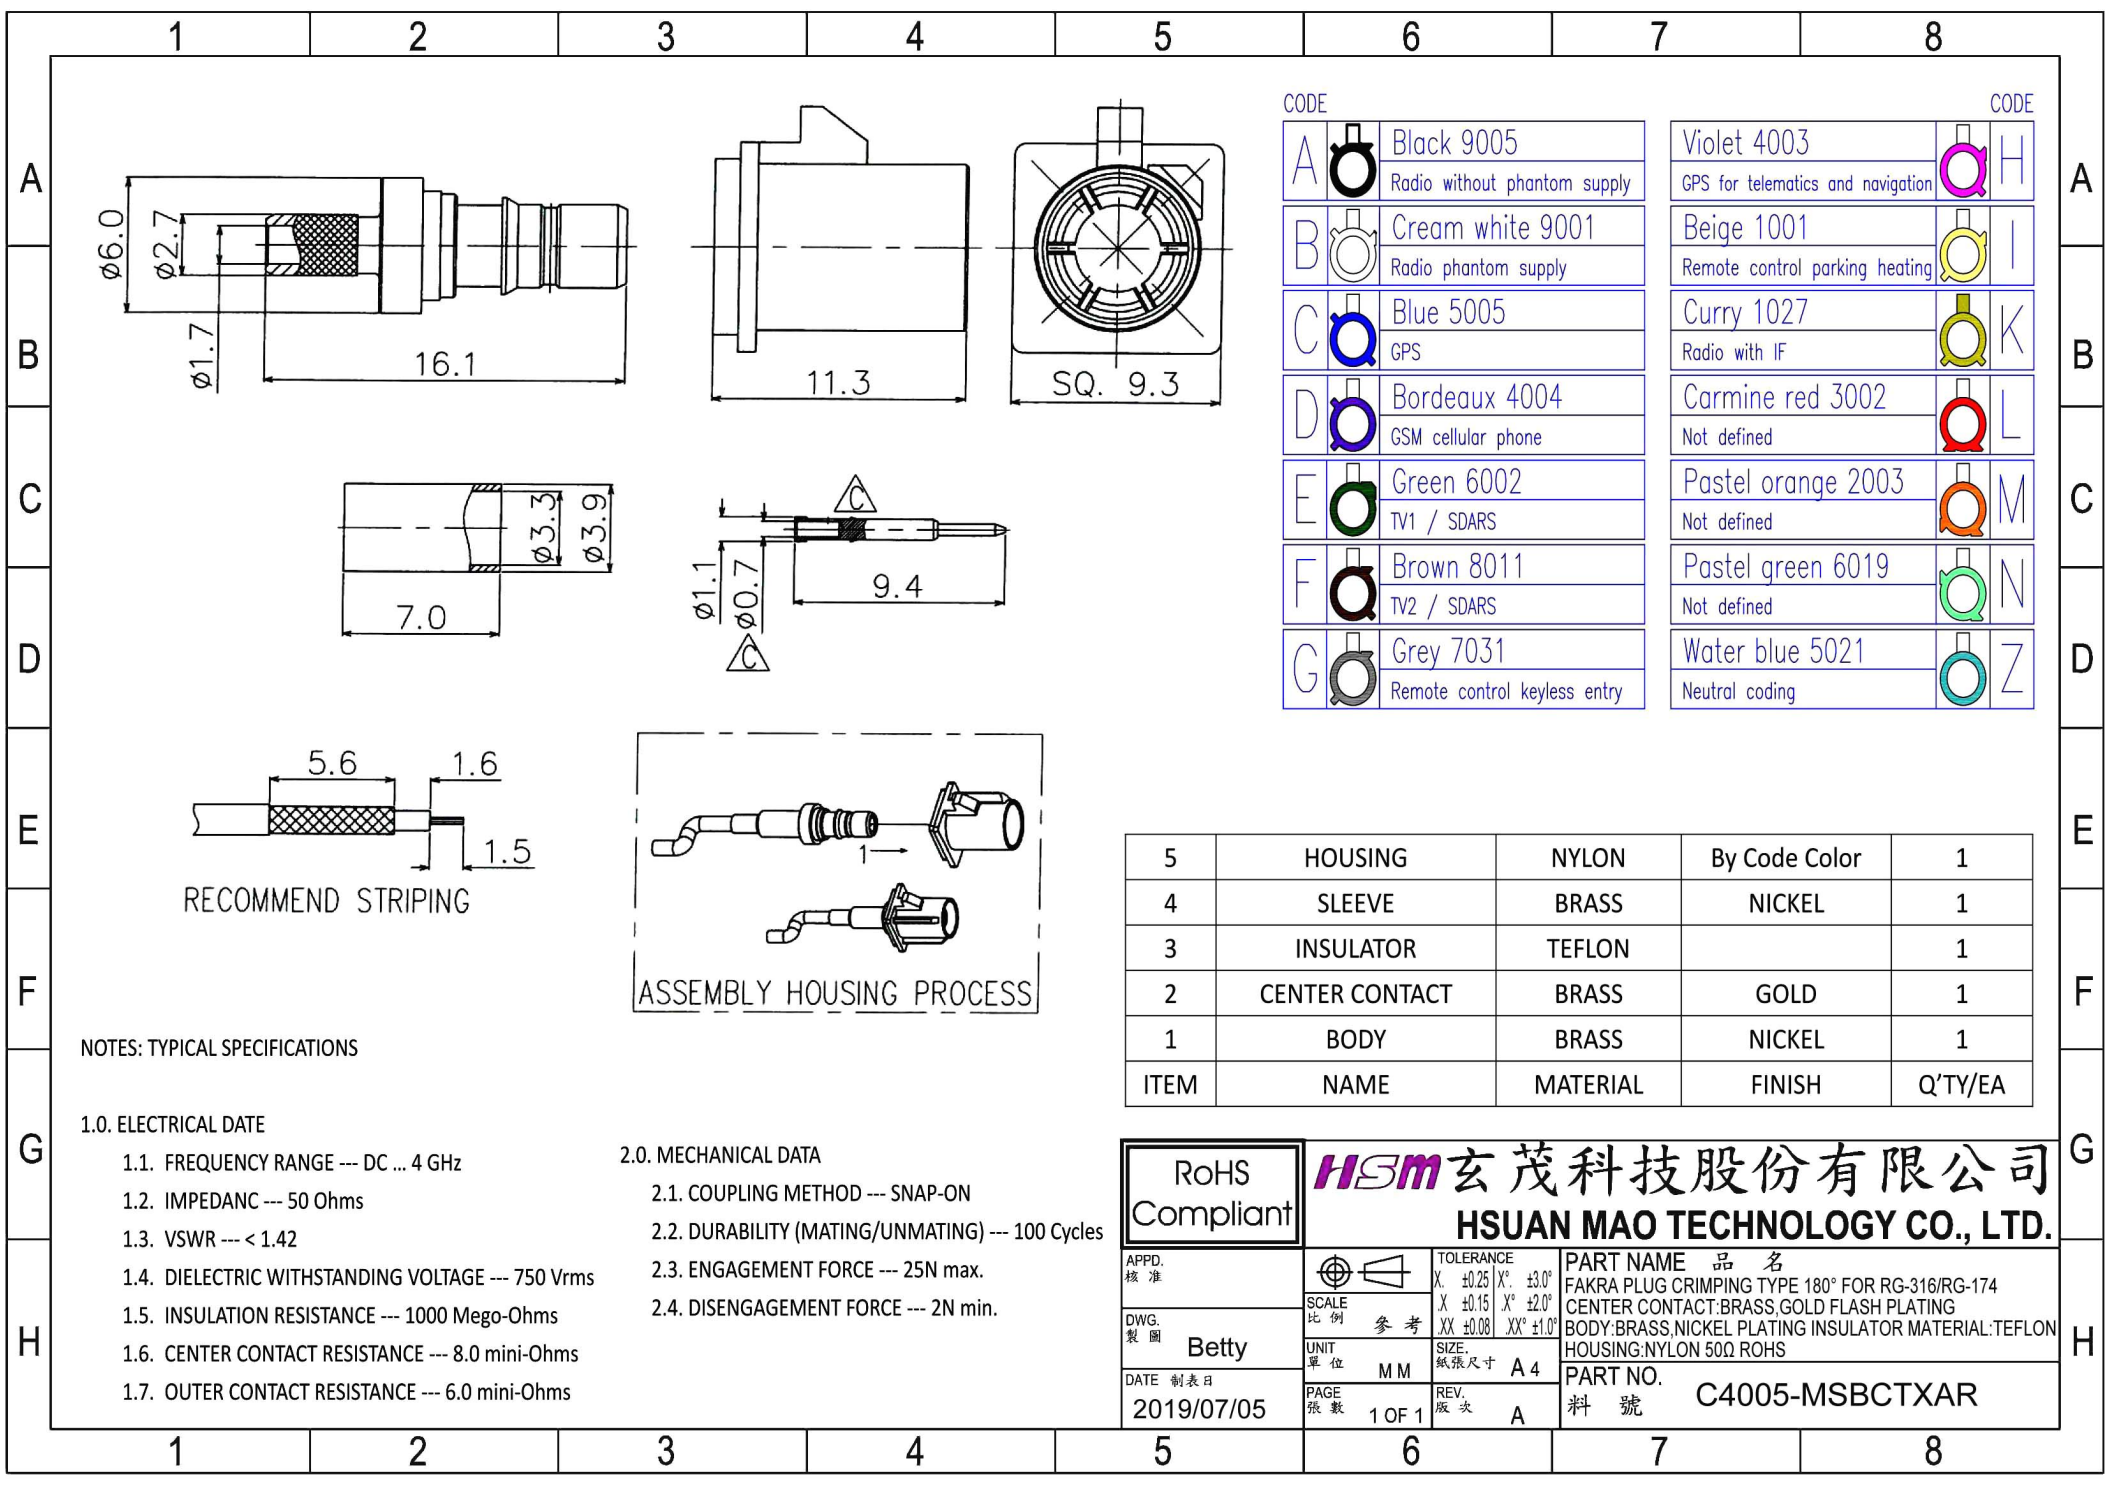 1 2 3 4 5 6 7 8
A
B
C
D
E
F
G
H
A
B
C
D
E
F
G
H
ø6.0
ø2.7
ø1.7
16.1
11.3
SQ. 9.3
ø3.3
ø3.9
7.0
C
ø1.1
ø0.7
9.4
C
CODE
A
Black 9005
Radio without phantom supply
B
Cream white 9001
Radio phantom supply
C
Blue 5005
GPS
D
Bordeaux 4004
GSM cellular phone
E
Green 6002
TV1 / SDARS
F
Brown 8011
TV2 / SDARS
G
Grey 7031
Remote control keyless entry
CODE
Violet 4003
H
GPS for telematics and navigation
Beige 1001
I
Remote control parking heating
Curry 1027
K
Radio with IF
Carmine red 3002
L
Not defined
Pastel orange 2003
M
Not defined
Pastel green 6019
N
Not defined
Water blue 5021
Z
Neutral coding
5.6
1.6
1.5
RECOMMEND STRIPING
1
ASSEMBLY HOUSING PROCESS
5 HOUSING NYLON By Code Color 1
4 SLEEVE BRASS NICKEL 1
3 INSULATOR TEFLON 1
2 CENTER CONTACT BRASS GOLD 1
1 BODY BRASS NICKEL 1
ITEM NAME MATERIAL FINISH Q'TY/EA
NOTES: TYPICAL SPECIFICATIONS
1.0. ELECTRICAL DATE
1.1. FREQUENCY RANGE --- DC ... 4 GHz
1.2. IMPEDANC --- 50 Ohms
1.3. VSWR --- < 1.42
1.4. DIELECTRIC WITHSTANDING VOLTAGE --- 750 Vrms
1.5. INSULATION RESISTANCE --- 1000 Mego-Ohms
1.6. CENTER CONTACT RESISTANCE --- 8.0 mini-Ohms
1.7. OUTER CONTACT RESISTANCE --- 6.0 mini-Ohms
2.0. MECHANICAL DATA
2.1. COUPLING METHOD --- SNAP-ON
2.2. DURABILITY (MATING/UNMATING) --- 100 Cycles
2.3. ENGAGEMENT FORCE --- 25N max.
2.4. DISENGAGEMENT FORCE --- 2N min.
RoHS
Compliant
HSM 玄茂科技股份有限公司
HSUAN MAO TECHNOLOGY CO., LTD.
APPD.
核 准
DWG.
製 圖
Betty
DATE 制表日
2019/07/05
SCALE
比 例
參 考
UNIT
單 位
MM
PAGE
張 數
1 OF 1
TOLERANCE
X. ±0.25 X°. ±3.0°
.X ±0.15 .X° ±2.0°
.XX ±0.08 .XX° ±1.0°
SIZE.
紙張尺寸
A4
REV.
版 次
A
PART NAME 品 名
FAKRA PLUG CRIMPING TYPE 180° FOR RG-316/RG-174
CENTER CONTACT:BRASS,GOLD FLASH PLATING
BODY:BRASS,NICKEL PLATING INSULATOR MATERIAL:TEFLON
HOUSING:NYLON 50Ω ROHS
PART NO.
料 號
C4005-MSBCTXAR
1 2 3 4 5 6 7 8